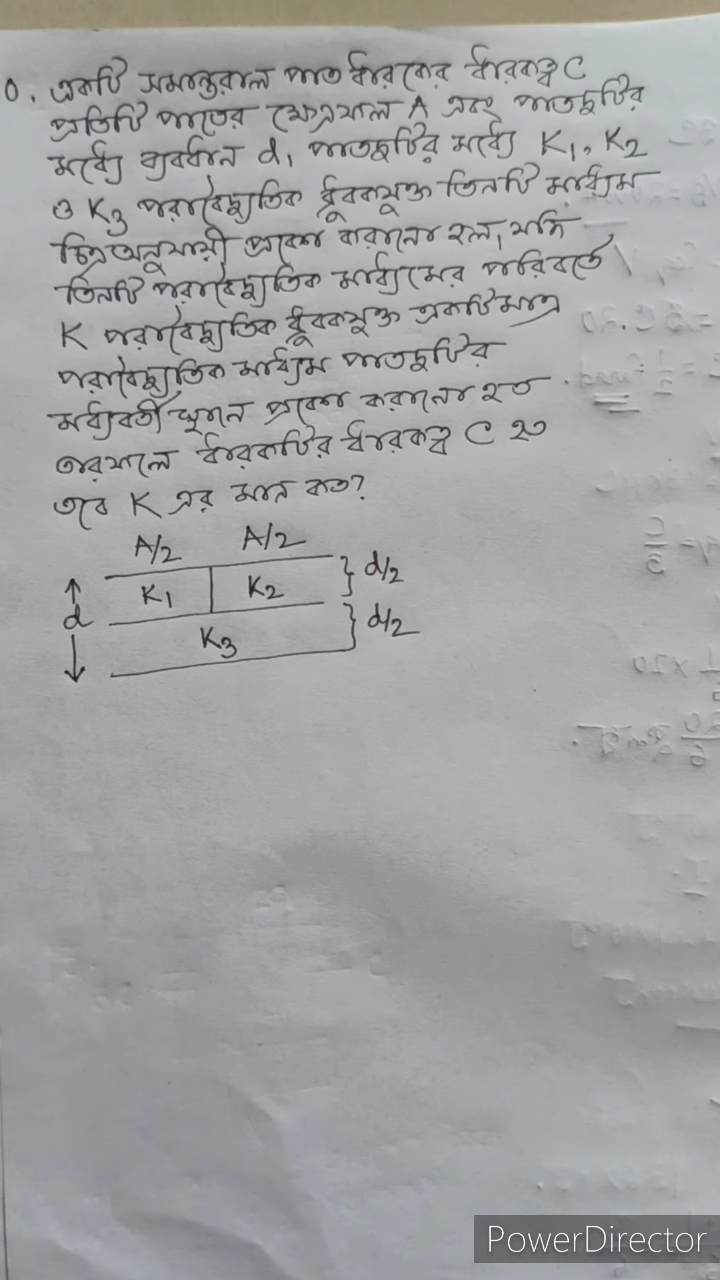 0. একটি সমান্তরাল পাত ধারকের ধারকত্ব C
প্রতিটি পাতের ক্ষেত্রফল A এবং পাতদুটির
মধ্যে ব্যবধান d, পাতদুটির মধ্যে K₁, K₂
ও K₃ পরাবৈদ্যুতিক ধ্রুবকযুক্ত তিনটি মাধ্যম
চিত্র অনুযায়ী প্রবেশ করানো হল, যদি
তিনটি পরাবৈদ্যুতিক মাধ্যমের পরিবর্তে
K পরাবৈদ্যুতিক ধ্রুবকযুক্ত একটিমাত্র
পরাবৈদ্যুতিক মাধ্যম পাতদুটির
মধ্যবর্তী স্থানে প্রবেশ করানো হত
তারফলে ধারকটির ধারকত্ব C হত
তবে K এর মান কত?
A/2 A/2
K₁ K₂ d/2
d
K₃ d/2
PowerDirector